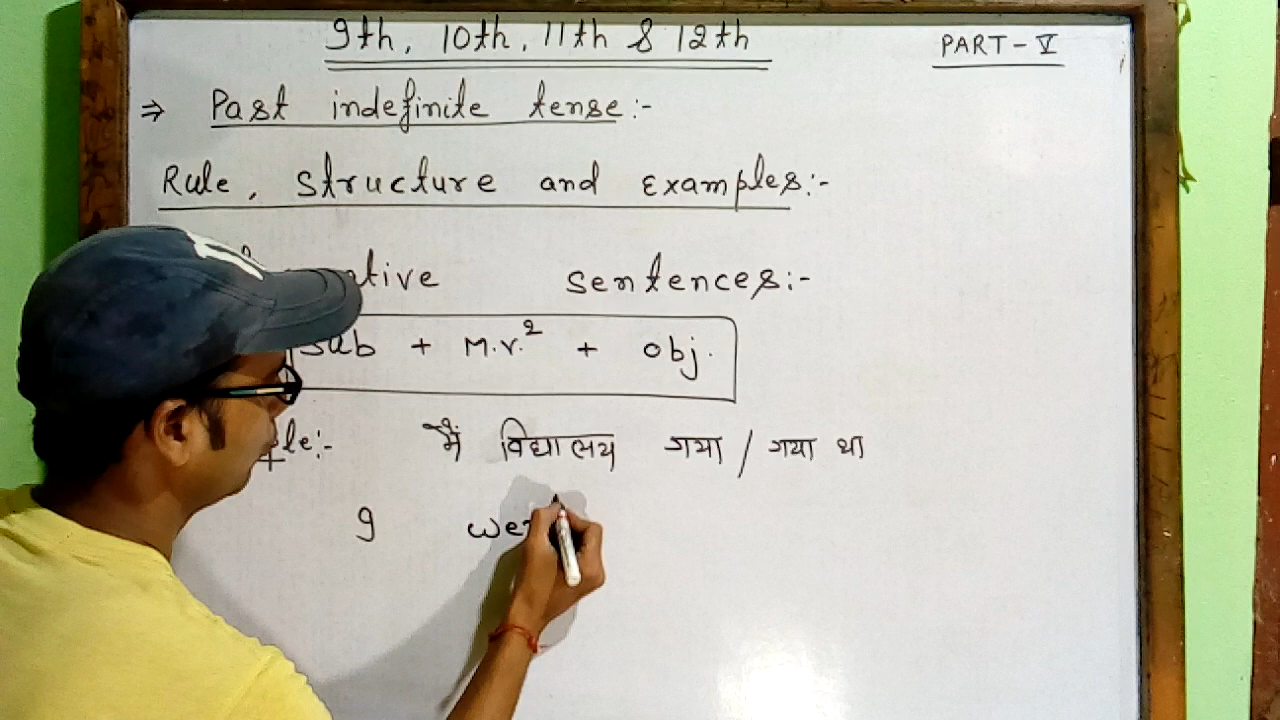 9th, 10th, 11th & 12th
PART - V
⇒ Past indefinite tense:-
Rule, structure and Examples:-
sentences:-
sub + M.V.² + obj.
मैं विद्यालय गया / गया था
I